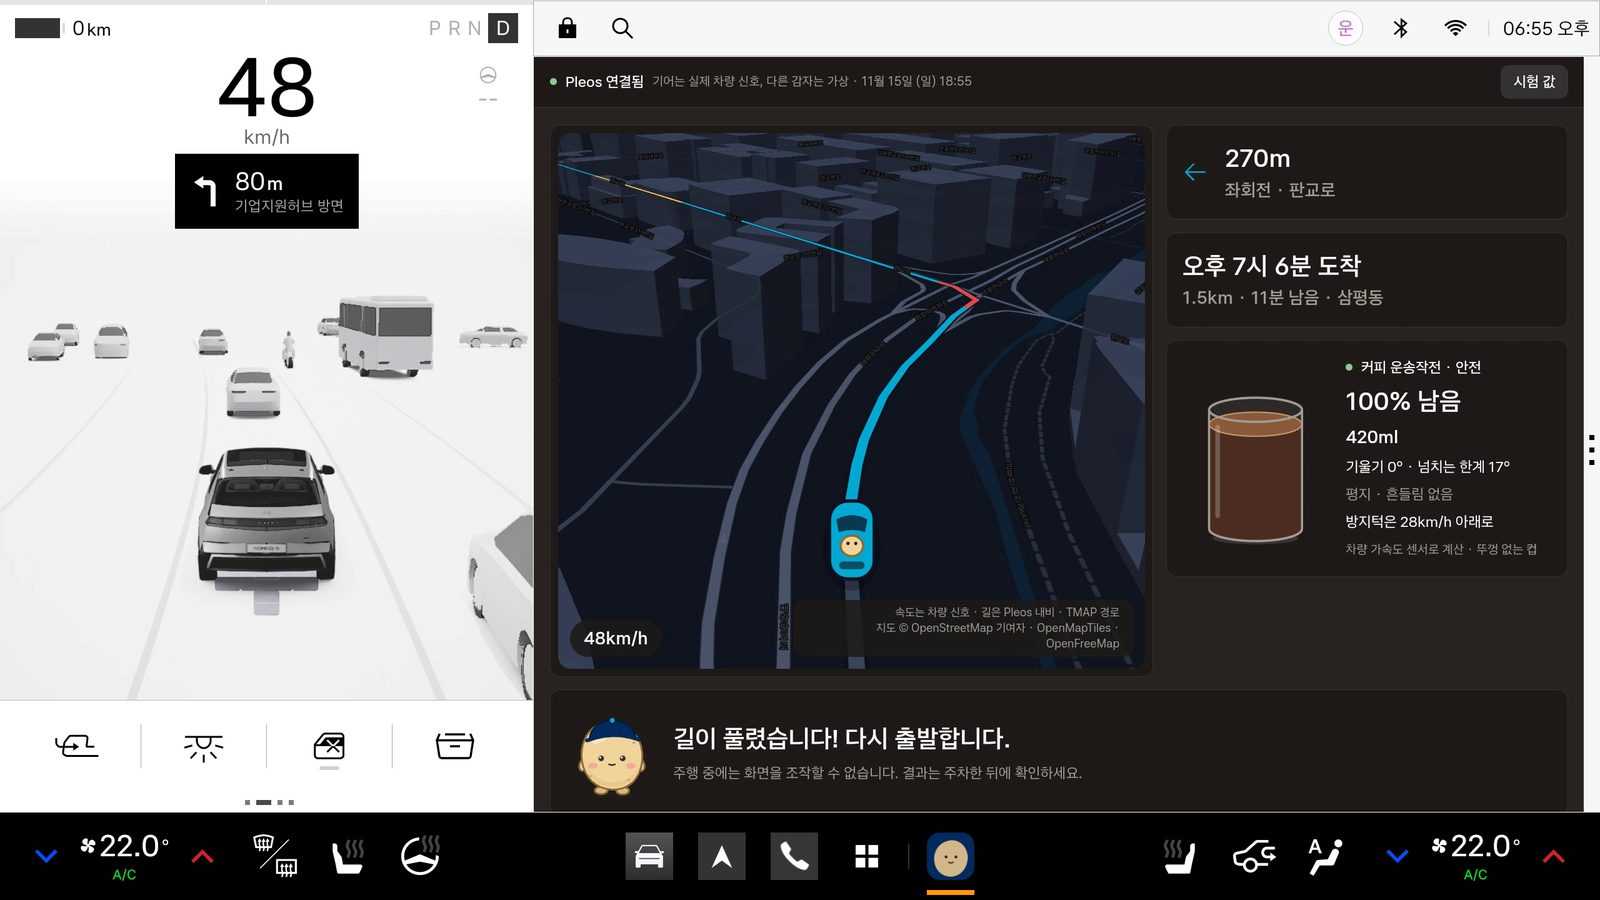 0km
P R N D
48
km/h
80m
기업지원허브 방면
운
06:55 오후
Pleos 연결됨 기어는 실제 차량 신호, 다른 감자는 가상 · 11월 15일 (일) 18:55
시험 값
270m
좌회전 · 판교로
오후 7시 6분 도착
1.5km · 11분 남음 · 삼평동
커피 운송작전 · 안전
100% 남음
420ml
기울기 0° · 넘치는 한계 17°
평지 · 흔들림 없음
방지턱은 28km/h 아래로
차량 가속도 센서로 계산 · 뚜껑 없는 컵
48km/h
속도는 차량 신호 · 길은 Pleos 내비 · TMAP 경로
지도 © OpenStreetMap 기여자 · OpenMapTiles ·
OpenFreeMap
길이 풀렸습니다! 다시 출발합니다.
주행 중에는 화면을 조작할 수 없습니다. 결과는 주차한 뒤에 확인하세요.
22.0°
A/C
A
22.0°
A/C